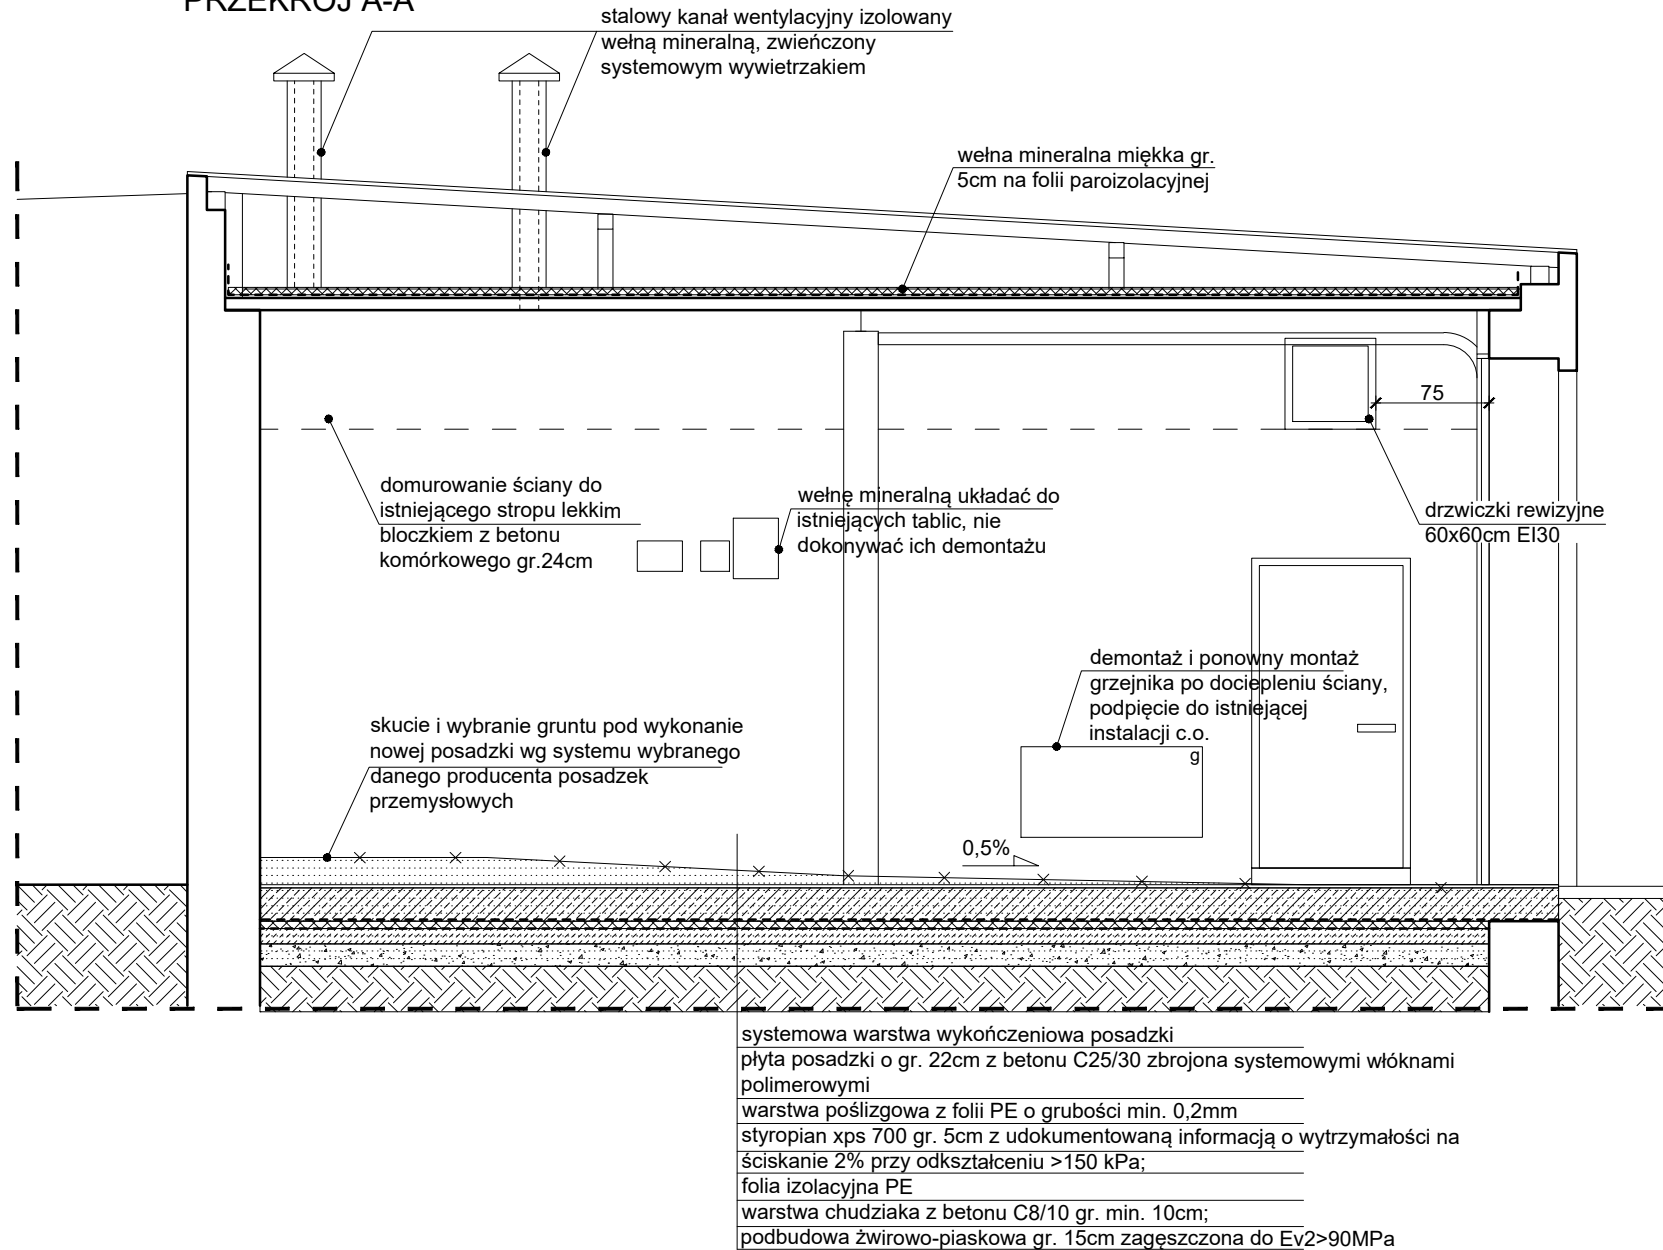 PRZEKRÓJ A-A
stalowy kanał wentylacyjny izolowany
wełną mineralną, zwieńczony
systemowym wywietrzakiem
wełna mineralna miękka gr.
5cm na folii paroizolacyjnej
75
domurowanie ściany do
istniejącego stropu lekkim
bloczkiem z betonu
komórkowego gr.24cm
wełnę mineralną układać do
istniejących tablic, nie
dokonywać ich demontażu
drzwiczki rewizyjne
60x60cm EI30
demontaż i ponowny montaż
grzejnika po dociepleniu ściany,
podpięcie do istniejącej
instalacji c.o.
g
skucie i wybranie gruntu pod wykonanie
nowej posadzki wg systemu wybranego
danego producenta posadzek
przemysłowych
0,5%
systemowa warstwa wykończeniowa posadzki
płyta posadzki o gr. 22cm z betonu C25/30 zbrojona systemowymi włóknami
polimerowymi
warstwa poślizgowa z folii PE o grubości min. 0,2mm
styropian xps 700 gr. 5cm z udokumentowaną informacją o wytrzymałości na
ściskanie 2% przy odkształceniu >150 kPa;
folia izolacyjna PE
warstwa chudziaka z betonu C8/10 gr. min. 10cm;
podbudowa żwirowo-piaskowa gr. 15cm zagęszczona do Ev2>90MPa